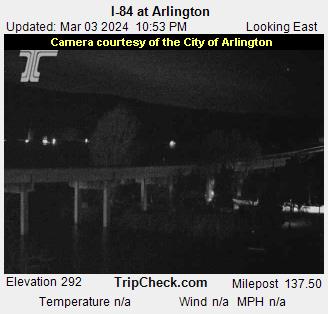 I-84 at Arlington
Updated: Mar 03 2024 10:53 PM Looking East
Camera courtesy of the City of Arlington
Elevation 292 TripCheck.com Milepost 137.50
Temperature n/a Wind n/a MPH n/a